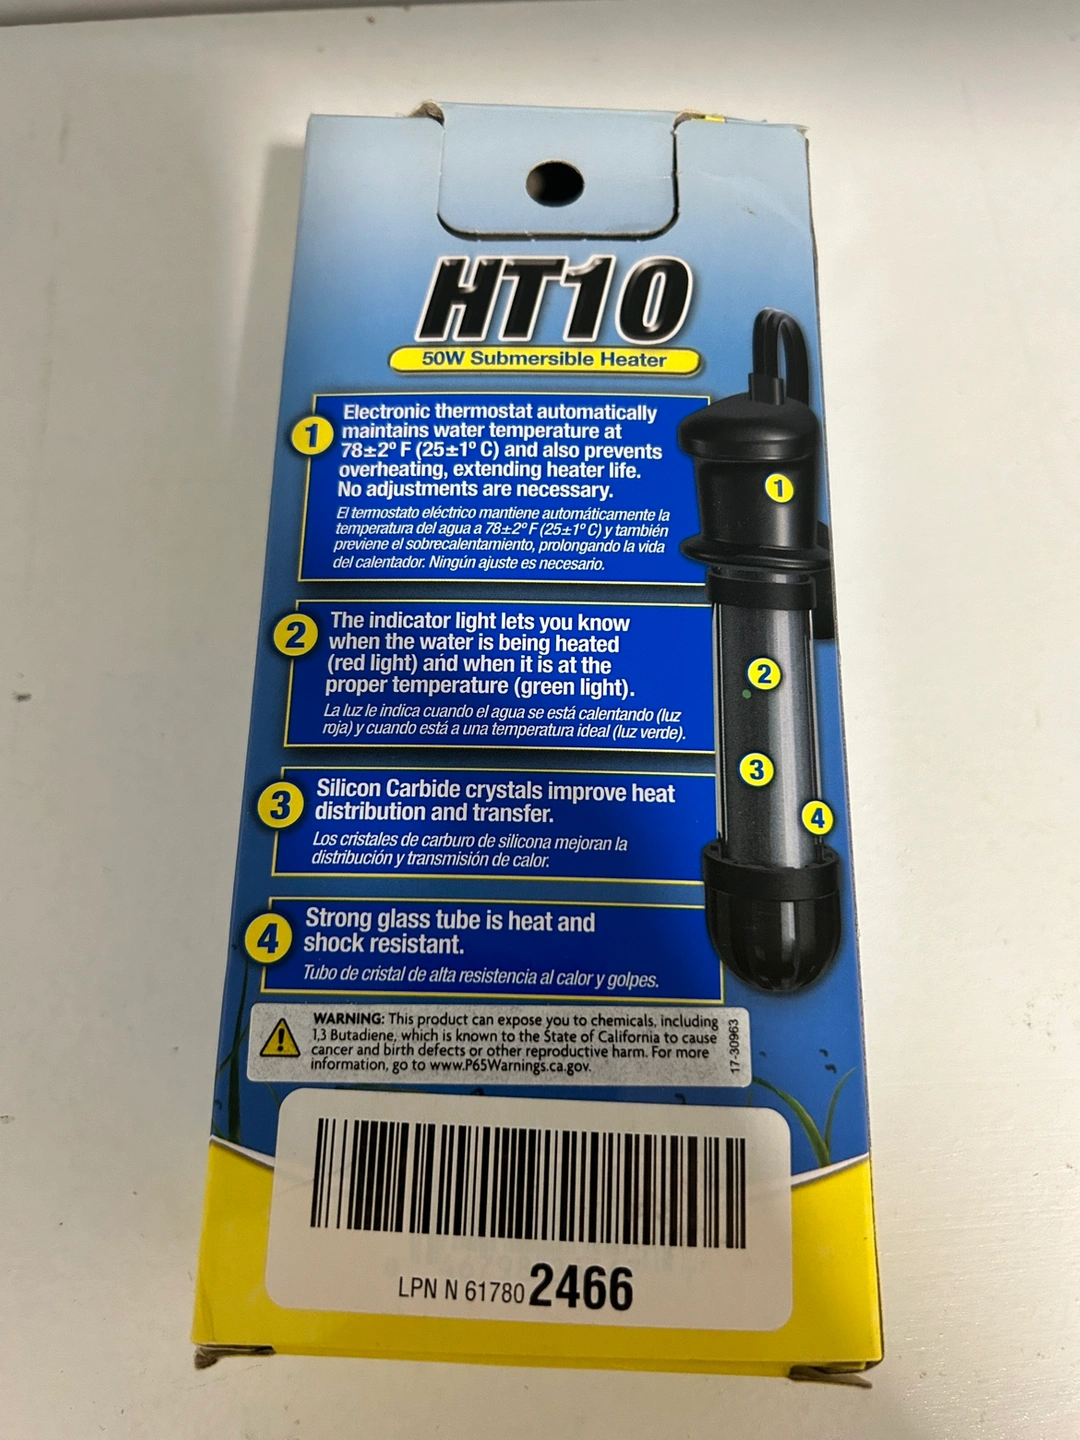 HT10
50W Submersible Heater
1
Electronic thermostat automatically
maintains water temperature at
78±2º F (25±1º C) and also prevents
overheating, extending heater life.
No adjustments are necessary.
El termostato eléctrico mantiene automáticamente la
temperatura del agua a 78±2º F (25±1º C) y también
previene el sobrecalentamiento, prolongando la vida
del calentador. Ningún ajuste es necesario.
2
The indicator light lets you know
when the water is being heated
(red light) and when it is at the
proper temperature (green light).
La luz le indica cuando el agua se está calentando (luz
roja) y cuando está a una temperatura ideal (luz verde).
3
Silicon Carbide crystals improve heat
distribution and transfer.
Los cristales de carburo de silicona mejoran la
distribución y transmisión de calor.
4
Strong glass tube is heat and
shock resistant.
Tubo de cristal de alta resistencia al calor y golpes.
1
2
3
4
WARNING: This product can expose you to chemicals, including
1,3 Butadiene, which is known to the State of California to cause
cancer and birth defects or other reproductive harm. For more
information, go to www.P65Warnings.ca.gov.
17-30963
LPN N 617802466